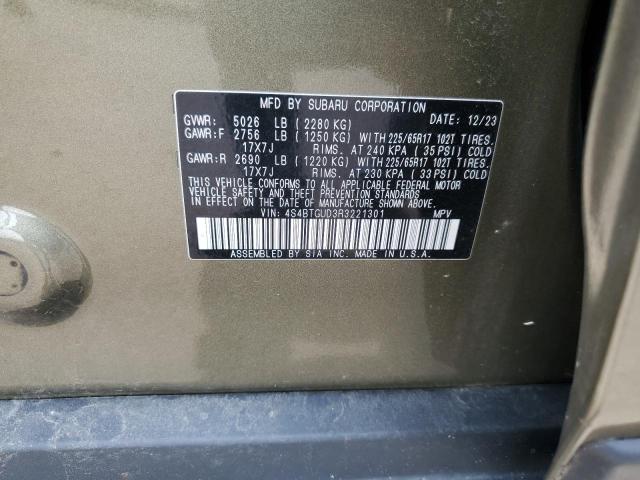 MFD BY SUBARU CORPORATION DATE: 12/23
GVWR: 5026 LB (2280 KG)
GAWR:F 2756 LB (1250 KG) WITH 225/65R17 102T TIRES.
17X7J RIMS. AT 240 KPA (35 PSI) COLD
GAWR:R 2690 LB (1220 KG) WITH 225/65R17 102T TIRES.
17X7J RIMS. AT 230 KPA (33 PSI) COLD
THIS VEHICLE CONFORMS TO ALL APPLICABLE FEDERAL MOTOR
VEHICLE SAFETY AND THEFT PREVENTION STANDARDS
IN EFFECT ON THE DATE OF MANUFACTURE SHOWN ABOVE.
VIN: 4S4BTGUD3R3221301 MPV
ASSEMBLED BY SIA INC. MADE IN U.S.A.